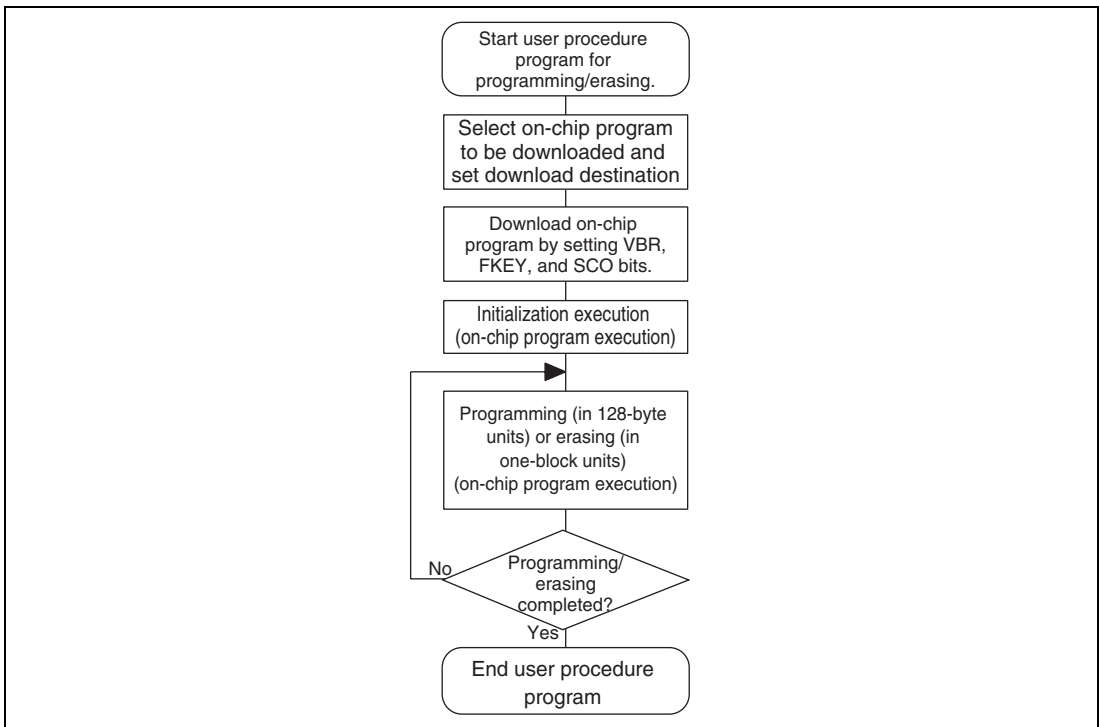 Start user procedure
program for
programming/erasing.
Select on-chip program
to be downloaded and
set download destination
Download on-chip
program by setting VBR,
FKEY, and SCO bits.
Initialization execution
(on-chip program execution)
Programming (in 128-byte
units) or erasing (in
one-block units)
(on-chip program execution)
No
Programming/
erasing
completed?
Yes
End user procedure
program